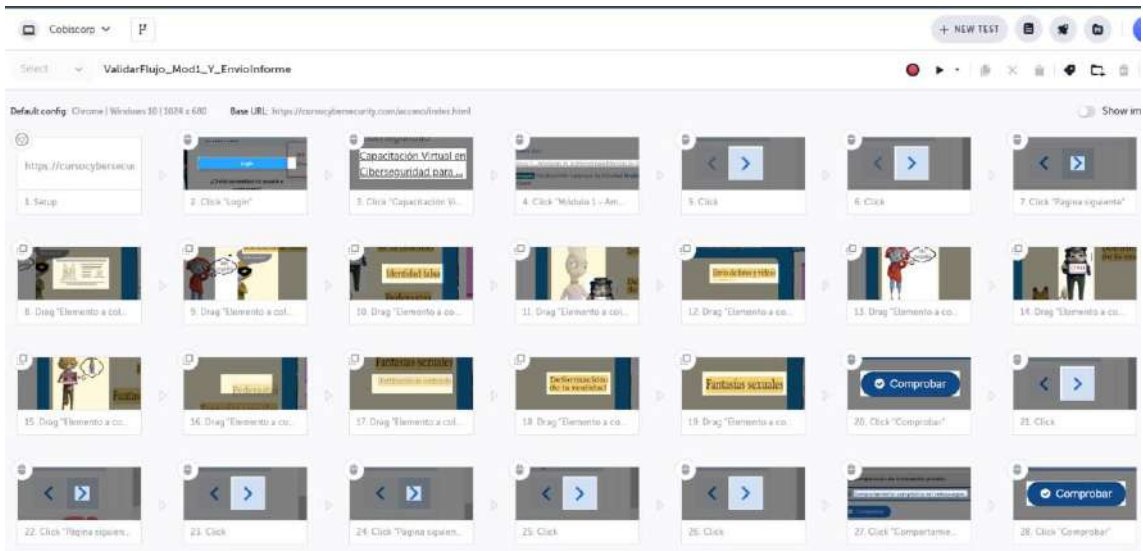 Cobiscorp
+ NEW TEST
Select
ValidarFlujo_Mod1_Y_EnvioInforme
Default config: Chrome | Windows 10 | 1024 x 680 Base URL: https://cursocybersecurity.com/acceso/index.html
Show im
https://cursocybersecur
Login
Capacitación Virtual en
Ciberseguridad para ...
1. Setup
2. Click "Login"
3. Click "Capacitación Vi...
4. Click "Módulo 1 – Am...
5. Click
6. Click
7. Click "Página siguiente"
Identidad falsa
Envío de fotos y videos
8. Drag "Elemento a col...
9. Drag "Elemento a col...
10. Drag "Elemento a co...
11. Drag "Elemento a col...
12. Drag "Elemento a co...
13. Drag "Elemento a co...
14. Drag "Elemento a co...
Fantasías sexuales
Deformación
de la realidad
Fantasías sexuales
Comprobar
15. Drag "Elemento a co...
16. Drag "Elemento a co...
17. Drag "Elemento a col...
18. Drag "Elemento a co...
19. Drag "Elemento a co...
20. Click "Comprobar"
21. Click
Comprobar
22. Click "Página siguien...
23. Click
24. Click "Página siguien...
25. Click
26. Click
27. Click "Comportamie...
28. Click "Comprobar"